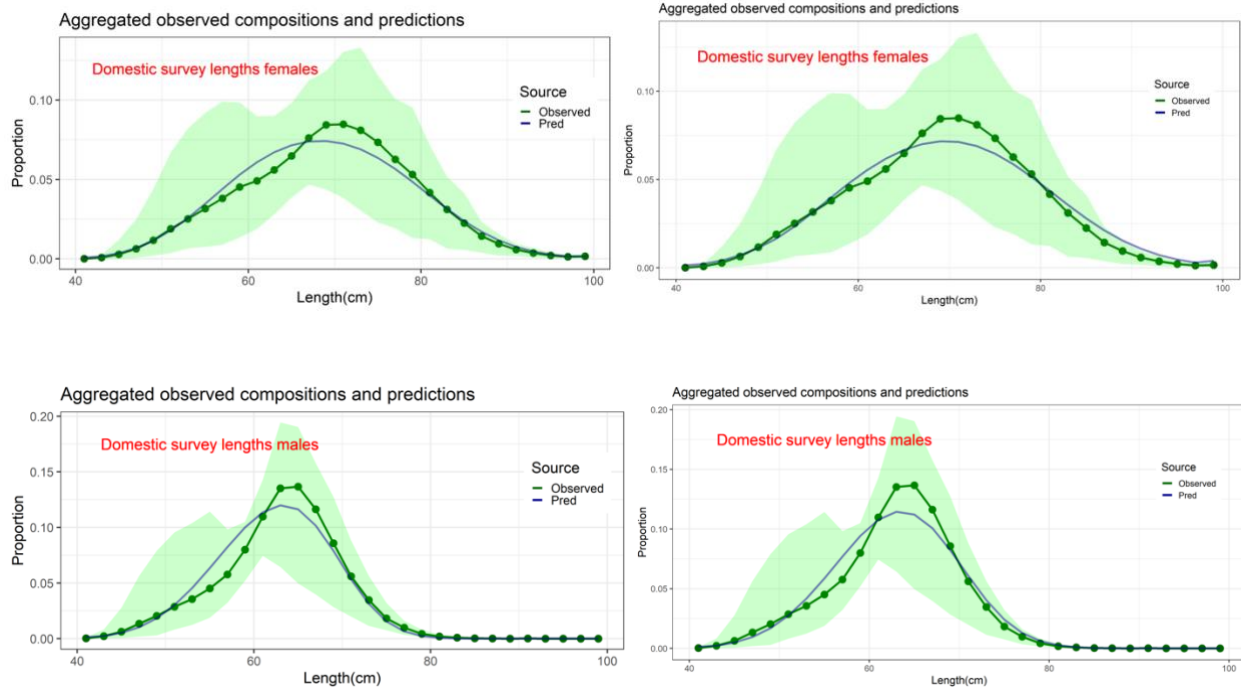 Aggregated observed compositions and predictions
Domestic survey lengths females
Source
Observed
Pred
0.10
0.05
0.00
Proportion
40
60
80
100
Length(cm)
Aggregated observed compositions and predictions
Domestic survey lengths females
Source
Observed
Pred
0.10
0.05
0.00
Proportion
40
60
80
100
Length(cm)
Aggregated observed compositions and predictions
Domestic survey lengths males
Source
Observed
Pred
0.20
0.15
0.10
0.05
0.00
Proportion
40
60
80
100
Length(cm)
Aggregated observed compositions and predictions
Domestic survey lengths males
Source
Observed
Pred
0.20
0.15
0.10
0.05
0.00
Proportion
40
60
80
100
Length(cm)